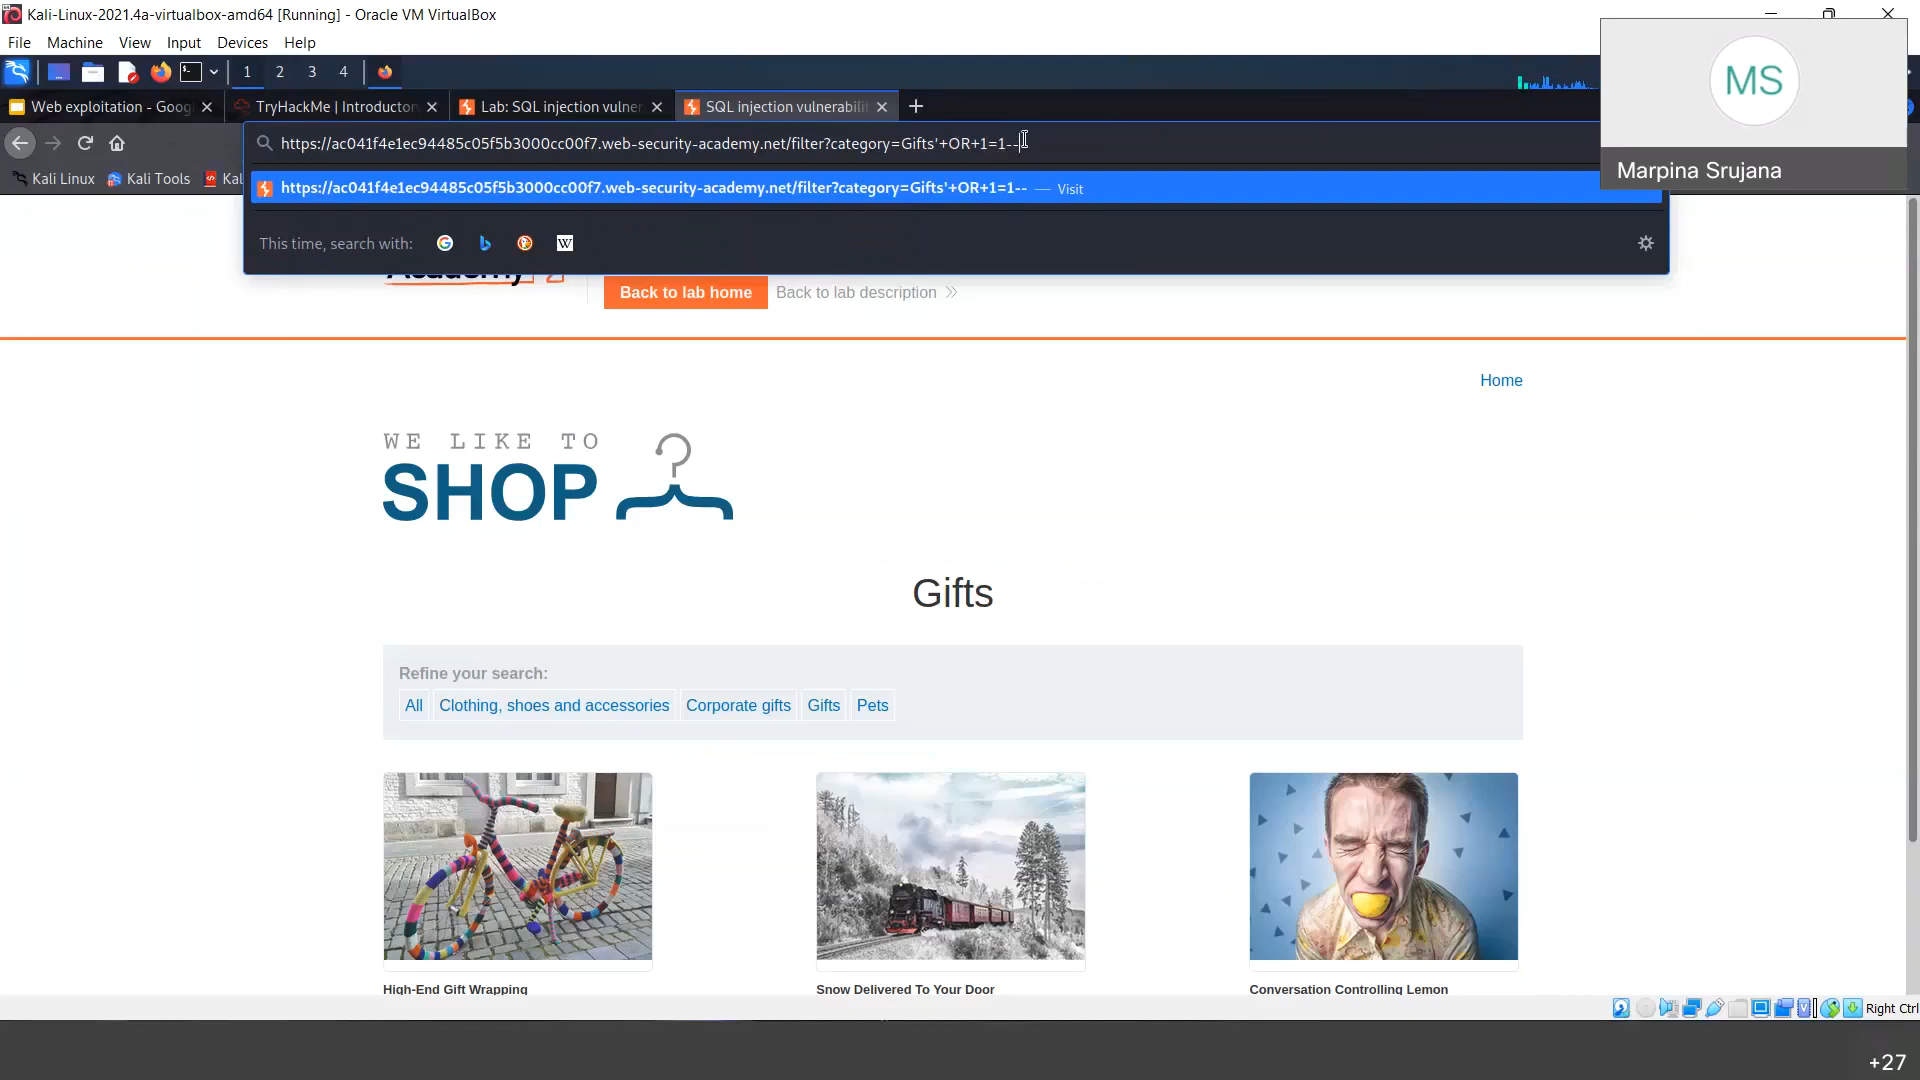 Kali-Linux-2021.4a-virtualbox-amd64 [Running] - Oracle VM VirtualBox
File Machine View Input Devices Help
1 2 3 4
MS
Web exploitation - Goog
TryHackMe | Introductor
Lab: SQL injection vulner
SQL injection vulnerabili
https://ac041f4e1ec94485c05f5b3000cc00f7.web-security-academy.net/filter?category=Gifts'+OR+1=1--
Marpina Srujana
Kali Linux Kali Tools Kal
https://ac041f4e1ec94485c05f5b3000cc00f7.web-security-academy.net/filter?category=Gifts'+OR+1=1-- — Visit
This time, search with:
W
Academy
Back to lab home Back to lab description
Home
WE LIKE TO
SHOP
Gifts
Refine your search:
All Clothing, shoes and accessories Corporate gifts Gifts Pets
High-End Gift Wrapping Snow Delivered To Your Door Conversation Controlling Lemon
Right Ctrl
+27